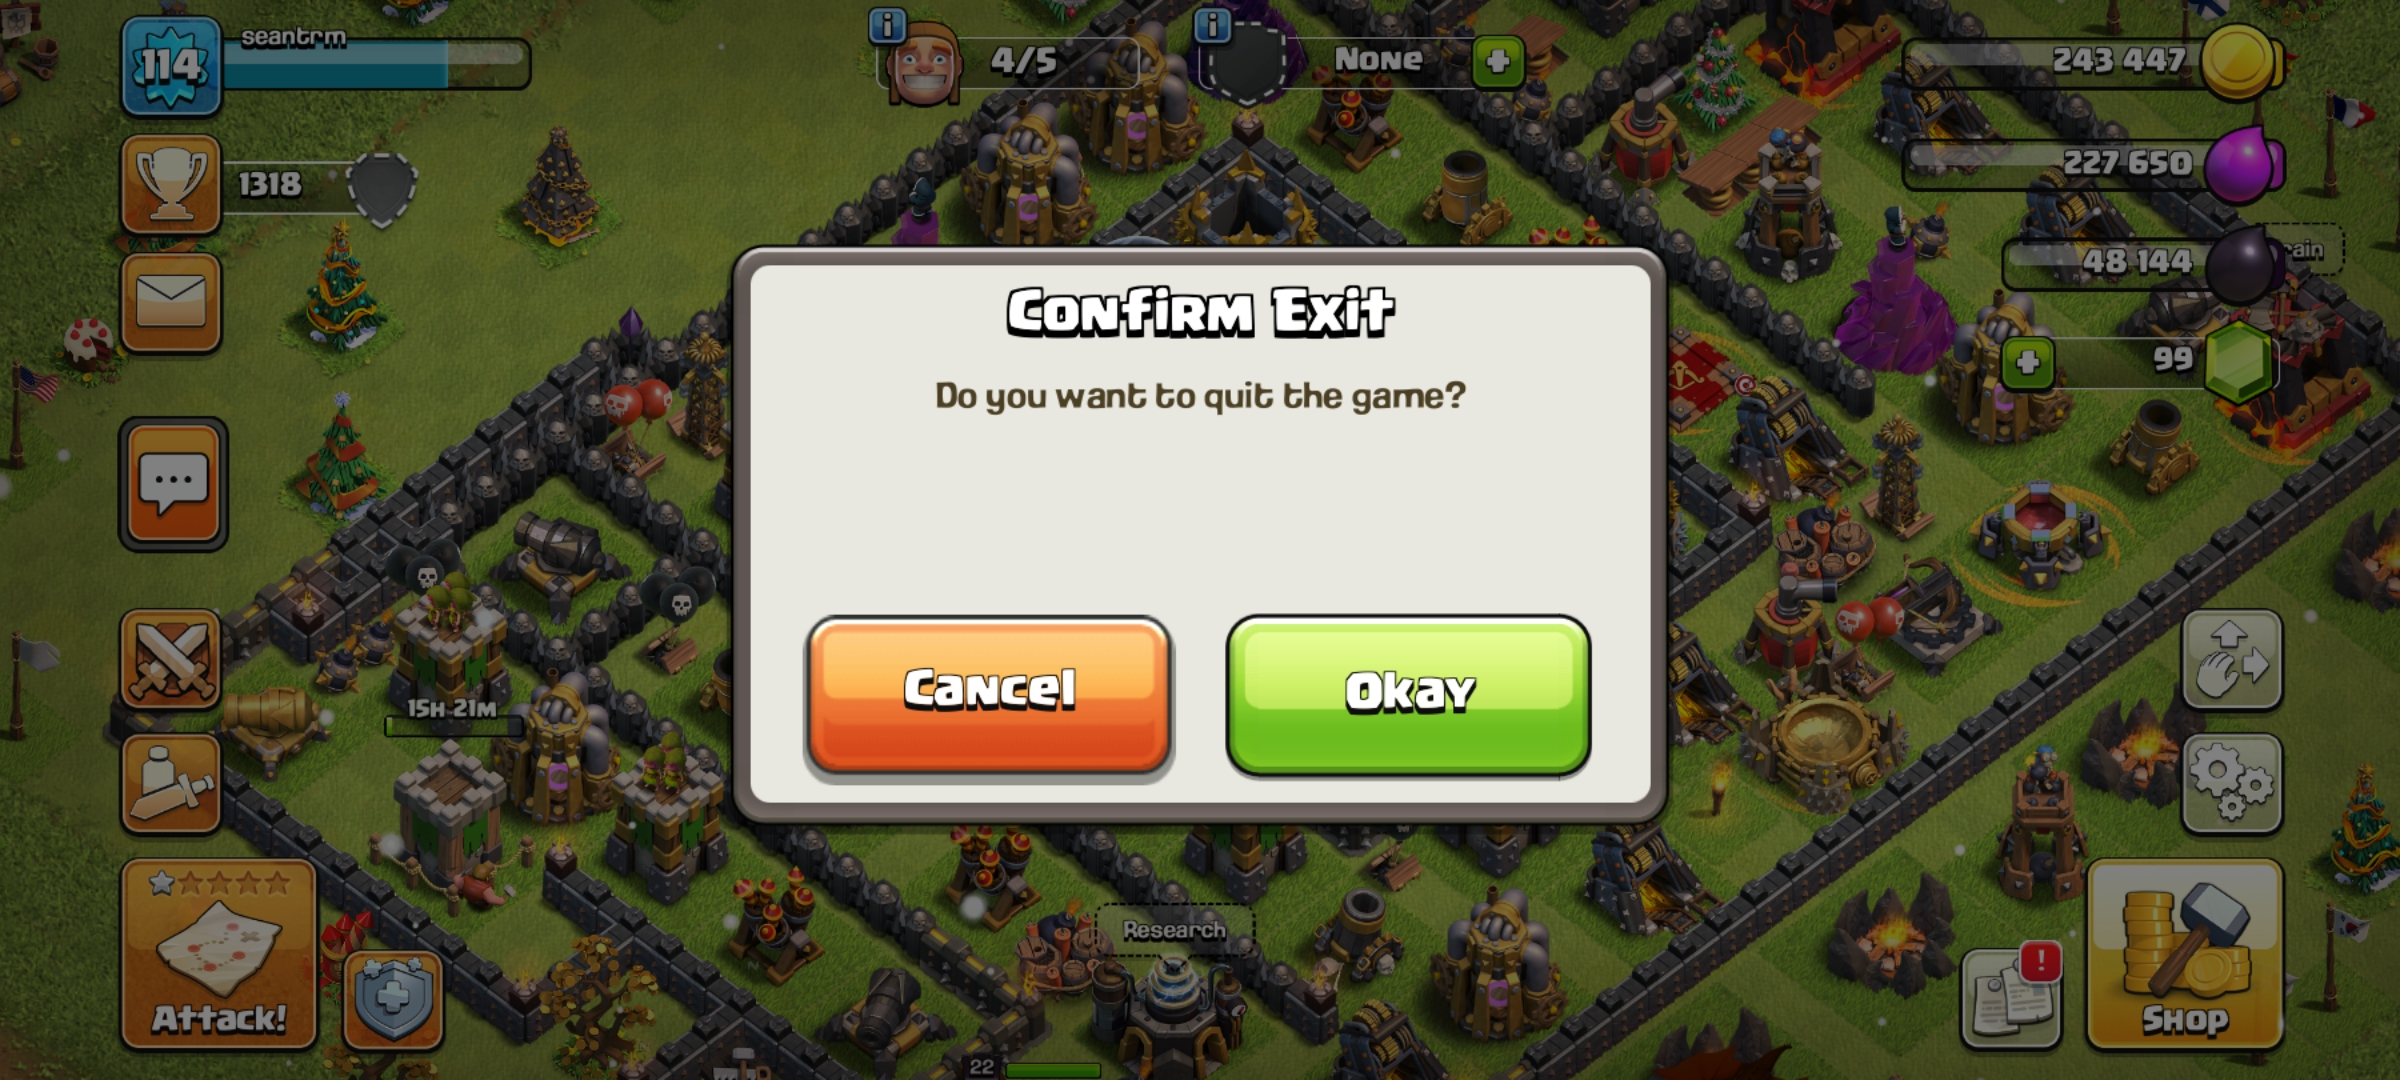 114
seantrm
4/5
None
243 447
1318
227 650
48 144
99
Confirm Exit
Do you want to quit the game?
Cancel
Okay
15H 21M
Research
Attack!
Shop
22